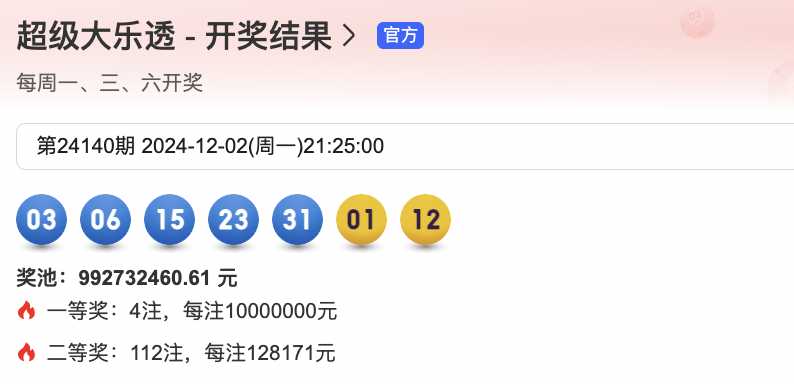 超级大乐透 - 开奖结果 > 官方
每周一、三、六开奖
第24140期 2024-12-02(周一)21:25:00
03 06 15 23 31 01 12
奖池：992732460.61 元
一等奖：4注，每注10000000元
二等奖：112注，每注128171元